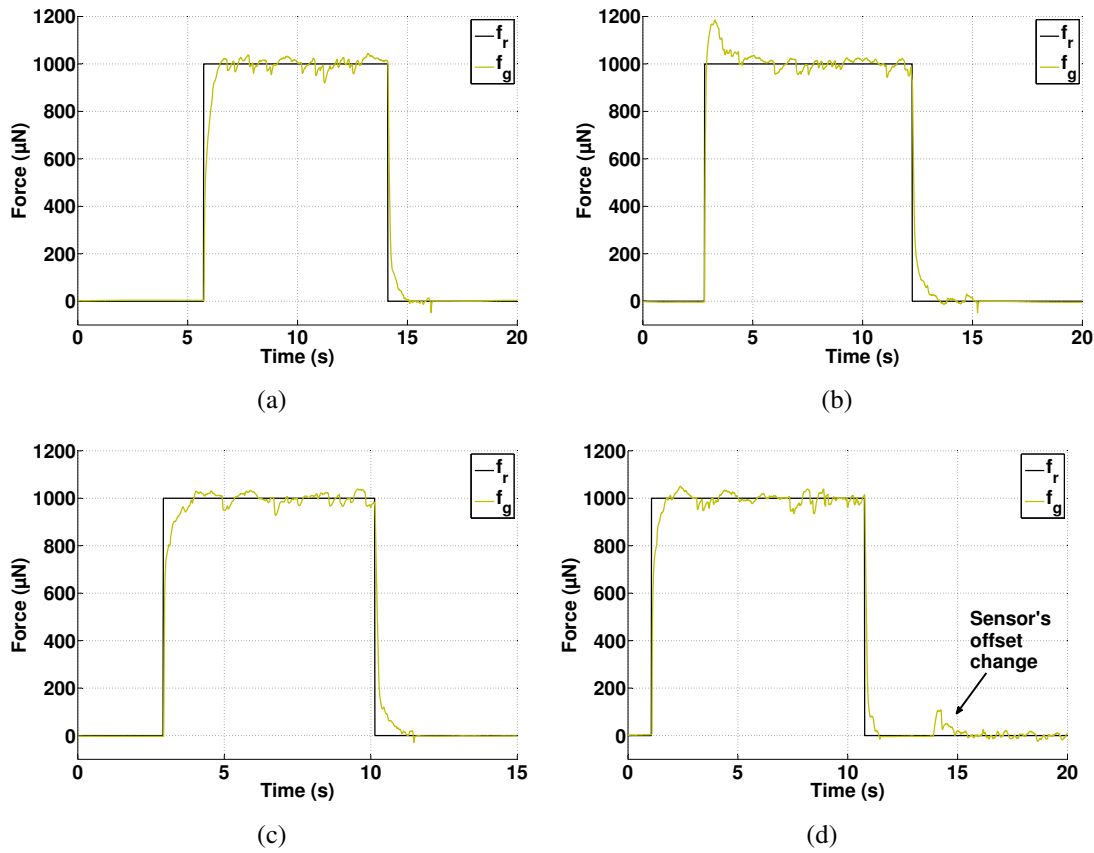 1200
1000
800
600
400
200
0
Force (µN)
0 5 10 15 20
Time (s)
f_r
f_g
(a)
1200
1000
800
600
400
200
0
Force (µN)
0 5 10 15 20
Time (s)
f_r
f_g
(b)
1200
1000
800
600
400
200
0
Force (µN)
0 5 10 15
Time (s)
f_r
f_g
(c)
1200
1000
800
600
400
200
0
Force (µN)
0 5 10 15 20
Time (s)
f_r
f_g
Sensor's
offset
change
(d)